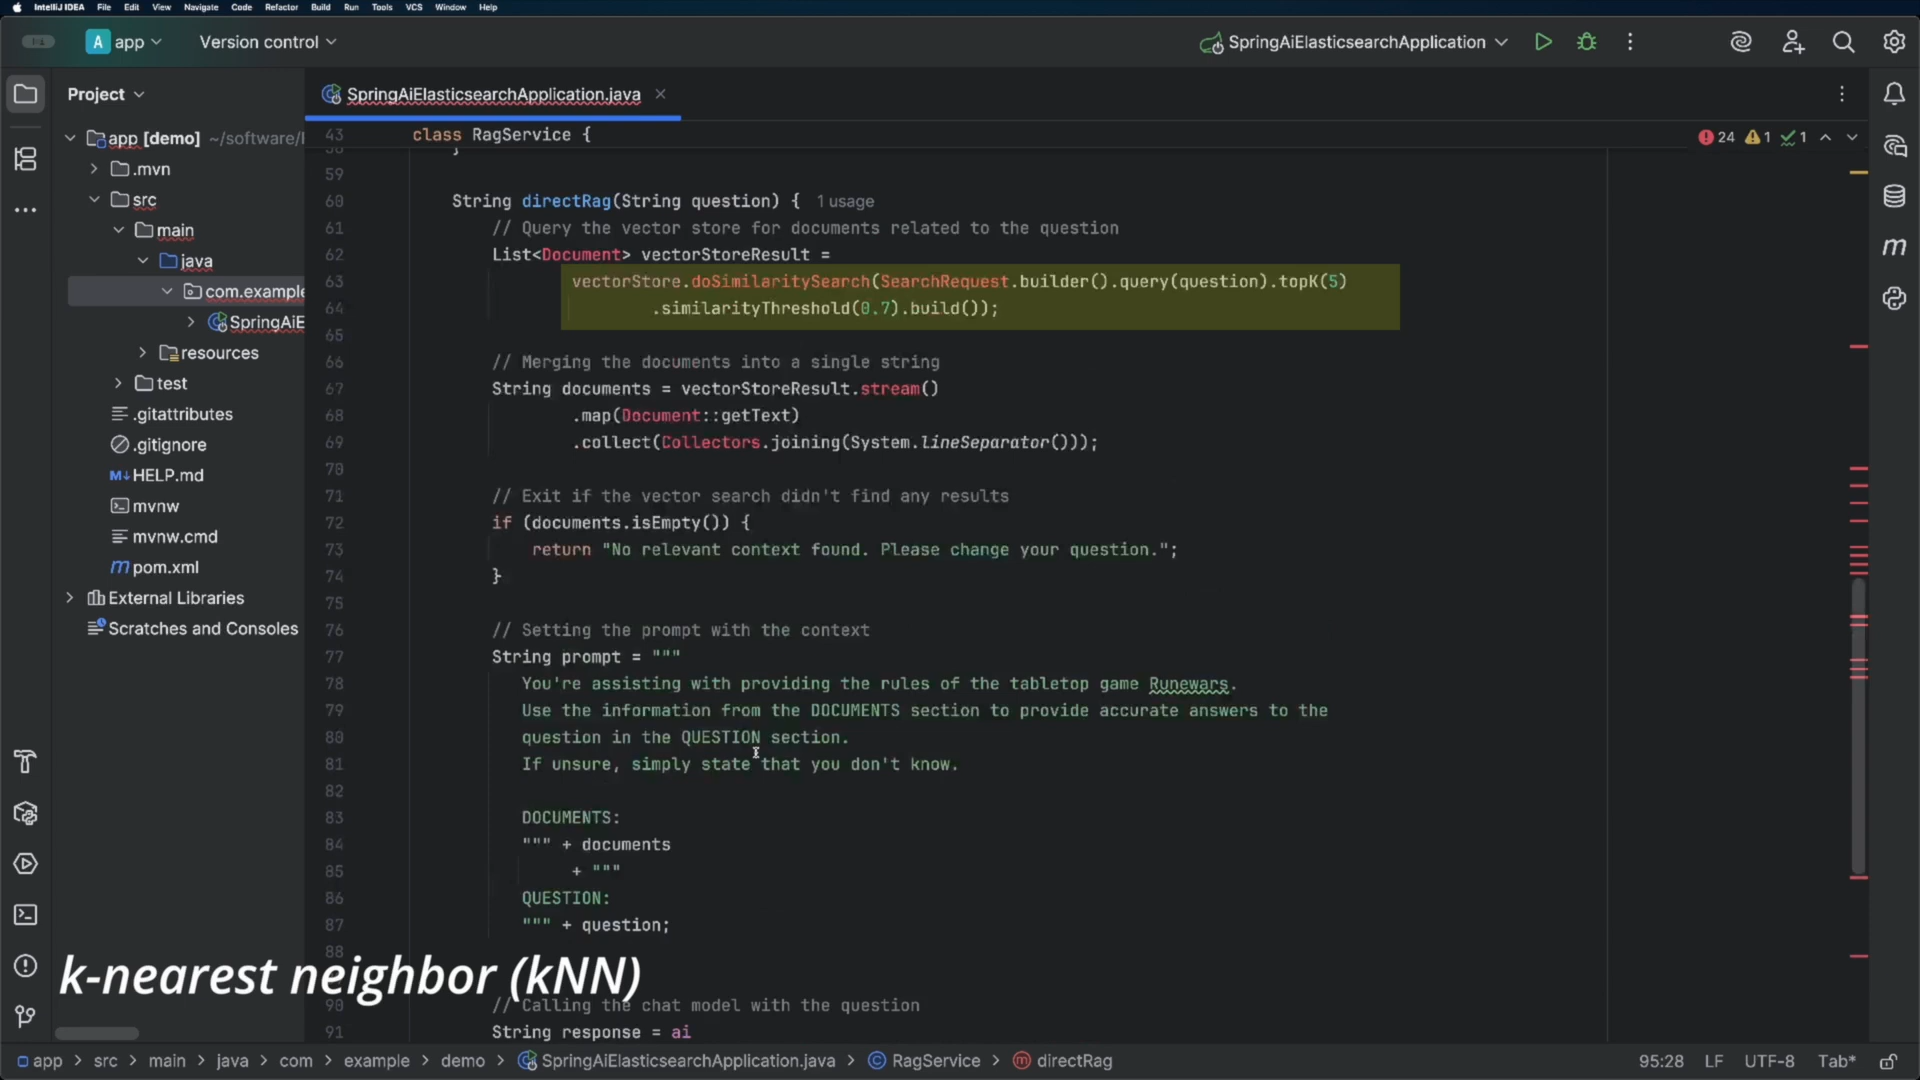 IntelliJ IDEA File Edit View Navigate Code Refactor Build Run Tools VCS Window Help
A app Version control SpringAiElasticsearchApplication
Project SpringAiElasticsearchApplication.java
43 class RagService { 24 1 1
app [demo] ~/software/
.mvn
src
main
java
com.example
SpringAiE
resources
test
.gitattributes
.gitignore
M↓ HELP.md
mvnw
mvnw.cmd
m pom.xml
External Libraries
Scratches and Consoles
}
59
60 String directRag(String question) { 1 usage
61 // Query the vector store for documents related to the question
62 List<Document> vectorStoreResult =
63 vectorStore.doSimilaritySearch(SearchRequest.builder().query(question).topK(5)
64 .similarityThreshold(0.7).build());
65
66 // Merging the documents into a single string
67 String documents = vectorStoreResult.stream()
68 .map(Document::getText)
69 .collect(Collectors.joining(System.lineSeparator()));
70
71 // Exit if the vector search didn't find any results
72 if (documents.isEmpty()) {
73 return "No relevant context found. Please change your question.";
74 }
75
76 // Setting the prompt with the context
77 String prompt = """
78 You're assisting with providing the rules of the tabletop game Runewars.
79 Use the information from the DOCUMENTS section to provide accurate answers to the
80 question in the QUESTION section.
81 If unsure, simply state that you don't know.
82
83 DOCUMENTS:
84 """ + documents
85 + """
86 QUESTION:
87 """ + question;
88
k-nearest neighbor (kNN)
90 // Calling the chat model with the question
91 String response = ai
app > src > main > java > com > example > demo > SpringAiElasticsearchApplication.java > RagService > directRag 95:28 LF UTF-8 Tab*